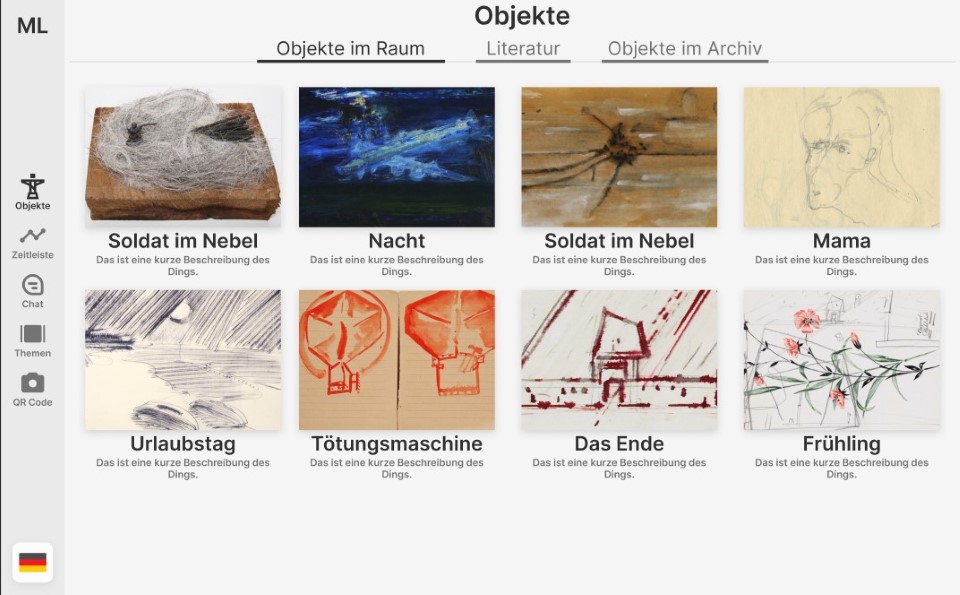 ML
Objekte
Objekte im Raum
Literatur
Objekte im Archiv
Objekte
Zeitleiste
Chat
Themen
QR Code
Soldat im Nebel
Das ist eine kurze Beschreibung des
Dings.
Nacht
Das ist eine kurze Beschreibung des
Dings.
Soldat im Nebel
Das ist eine kurze Beschreibung des
Dings.
Mama
Das ist eine kurze Beschreibung des
Dings.
Urlaubstag
Das ist eine kurze Beschreibung des
Dings.
Tötungsmaschine
Das ist eine kurze Beschreibung des
Dings.
Das Ende
Das ist eine kurze Beschreibung des
Dings.
Frühling
Das ist eine kurze Beschreibung des
Dings.